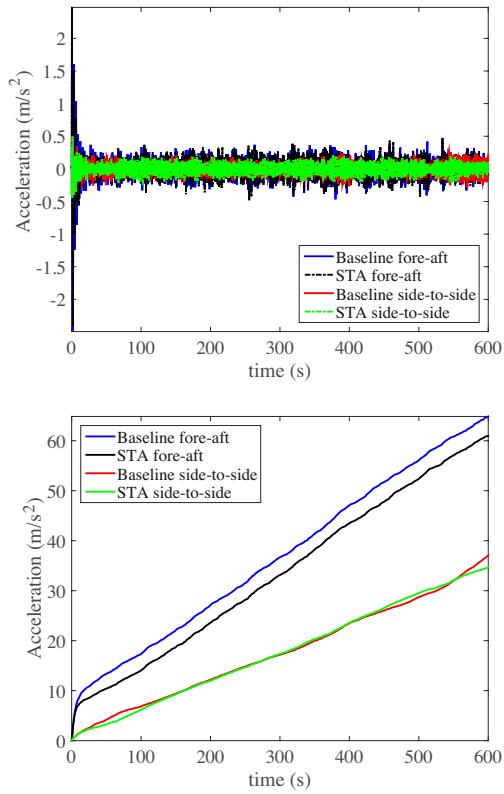 2
1.5
1
0.5
0
-0.5
-1
-1.5
-2
Acceleration (m/s²)
Baseline fore-aft
STA fore-aft
Baseline side-to-side
STA side-to-side
0 100 200 300 400 500 600
time (s)
60
50
40
30
20
10
0
Acceleration (m/s²)
Baseline fore-aft
STA fore-aft
Baseline side-to-side
STA side-to-side
0 100 200 300 400 500 600
time (s)